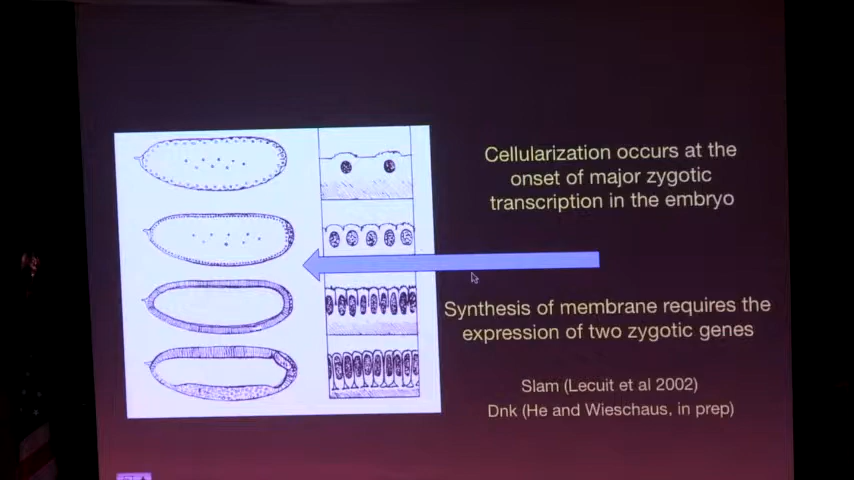 Cellularization occurs at the
onset of major zygotic
transcription in the embryo
Synthesis of membrane requires the
expression of two zygotic genes
Slam (Lecuit et al 2002)
Dnk (He and Wieschaus, in prep)